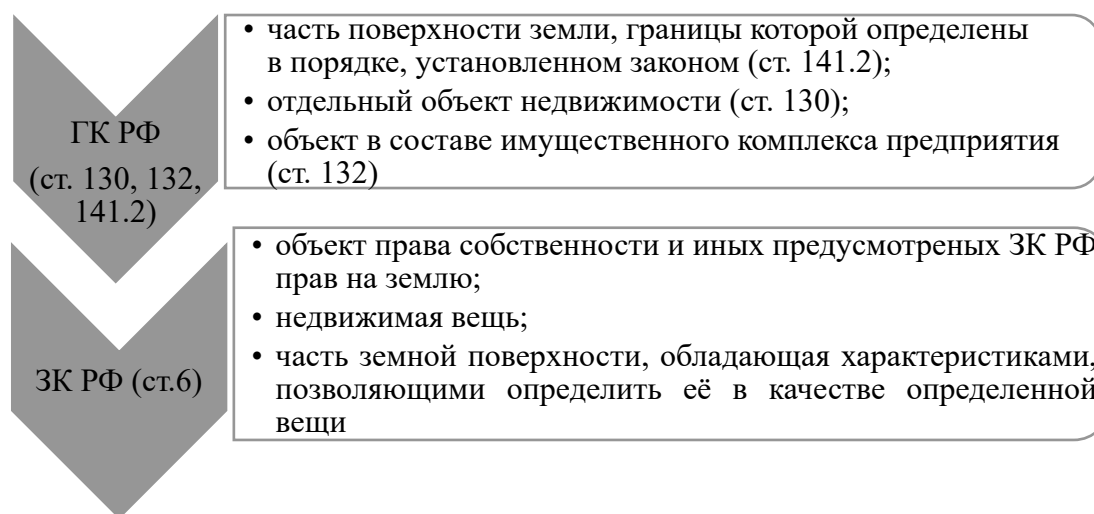 ГК РФ
(ст. 130, 132,
141.2)
• часть поверхности земли, границы которой определены
в порядке, установленном законом (ст. 141.2);
• отдельный объект недвижимости (ст. 130);
• объект в составе имущественного комплекса предприятия
(ст. 132)
ЗК РФ (ст.6)
• объект права собственности и иных предусмотреных ЗК РФ
прав на землю;
• недвижимая вещь;
• часть земной поверхности, обладающая характеристиками,
позволяющими определить её в качестве определенной
вещи